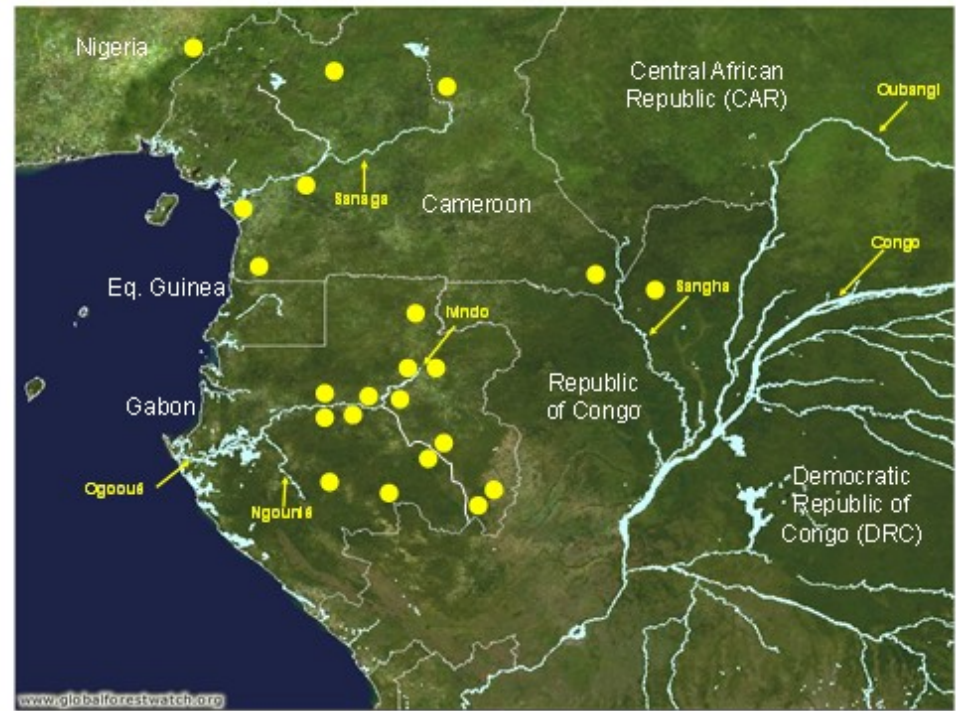 Nigeria
Central African
Republic (CAR)
Oubangi
Sanaga
Cameroon
Congo
Eq. Guinea
Sangha
Ivindo
Republic
of Congo
Gabon
Ogooué
Ngounié
Democratic
Republic of
Congo (DRC)
www.globalforestwatch.org